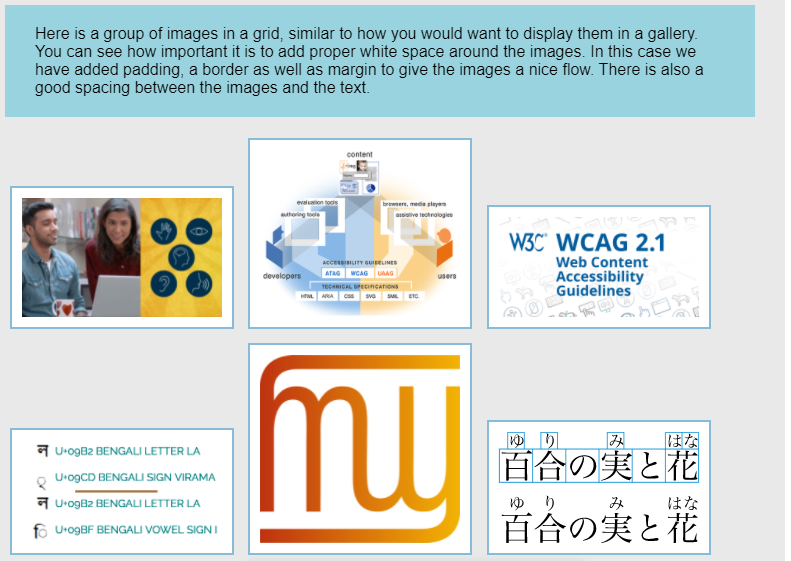 Here is a group of images in a grid, similar to how you would want to display them in a gallery.
You can see how important it is to add proper white space around the images. In this case we
have added padding, a border as well as margin to give the images a nice flow. There is also a
good spacing between the images and the text.
content
evaluation tools
browsers, media players
authoring tools
assistive technologies
ACCESSIBILITY GUIDELINES
developers
users
ATAG WCAG UAAG
TECHNICAL SPECIFICATIONS
HTML ARIA CSS SVG SMIL ETC.
W3C® WCAG 2.1
Web Content
Accessibility
Guidelines
ল U+09B2 BENGALI LETTER LA
U+09CD BENGALI SIGN VIRAMA
ল U+09B2 BENGALI LETTER LA
U+09BF BENGALI VOWEL SIGN I
my
ゆ り み はな
百合の実と花
ゆ り み はな
百合の実と花